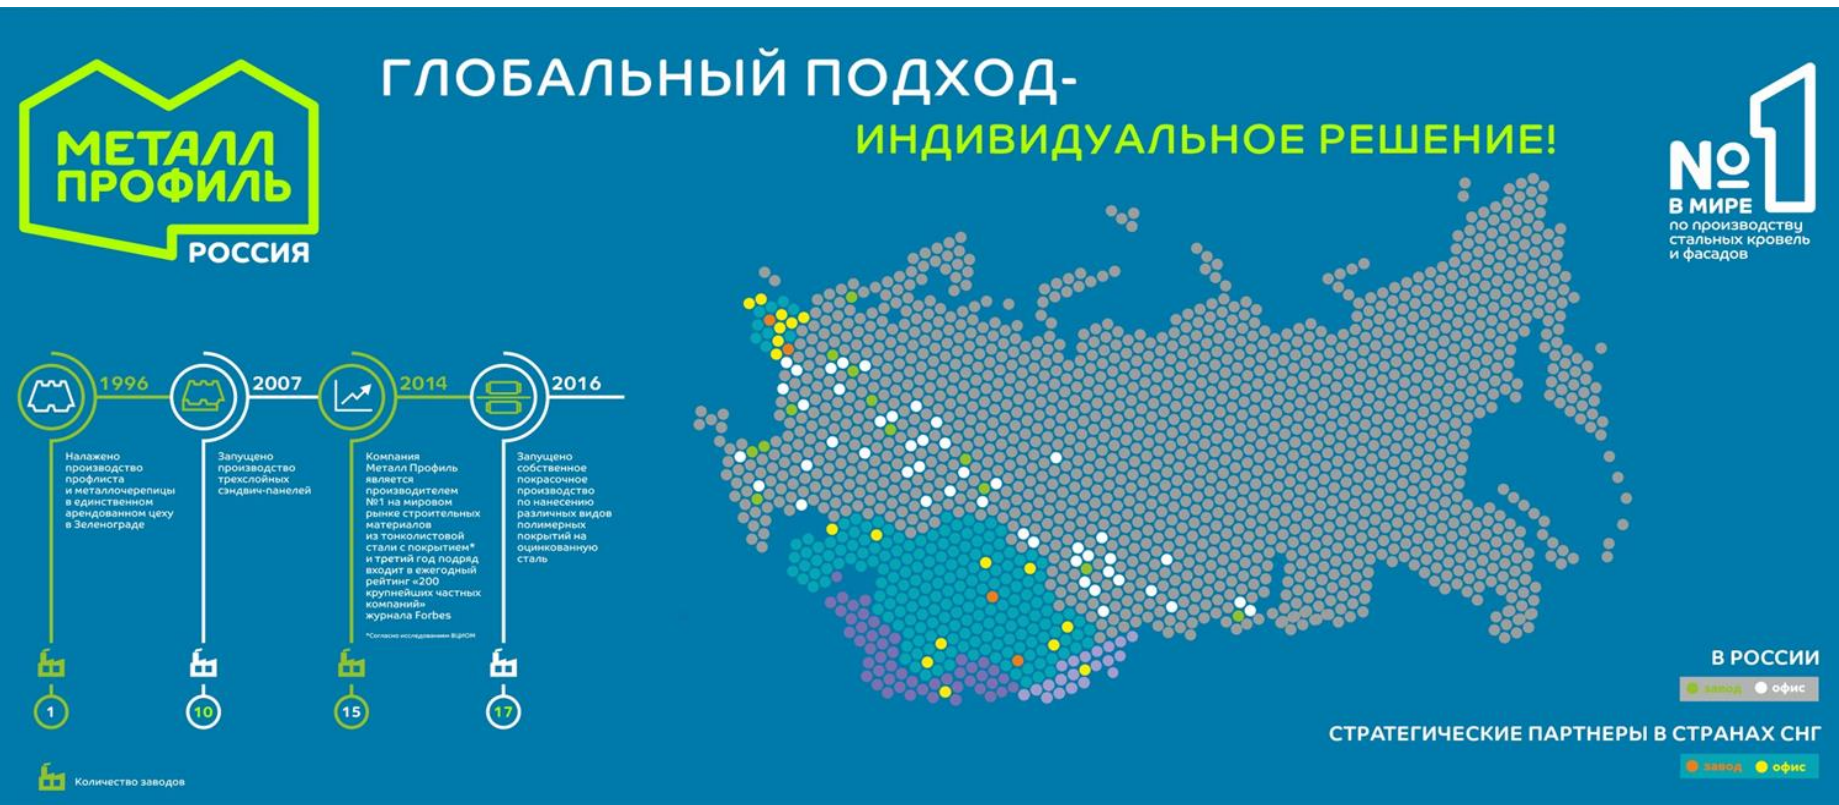 МЕТАЛЛ
ПРОФИЛЬ
РОССИЯ
ГЛОБАЛЬНЫЙ ПОДХОД-
ИНДИВИДУАЛЬНОЕ РЕШЕНИЕ!
№1
В МИРЕ
по производству
стальных кровель
и фасадов
1996
Налажено
производство
профлиста
и металлочерепицы
в единственном
арендованном цеху
в Зеленограде
1
2007
Запущено
производство
трехслойных
сэндвич-панелей
10
2014
Компания
Металл Профиль
является
производителем
№1 на мировом
рынке строительных
материалов
из тонколистовой
стали с покрытием*
и третий год подряд
входит в ежегодный
рейтинг «200
крупнейших частных
компаний»
журнала Forbes
*Согласно исследованиям ВЦИОМ
15
2016
Запущено
собственное
покрасочное
производство
по нанесению
различных видов
полимерных
покрытий на
оцинкованную
сталь
17
Количество заводов
В РОССИИ
завод офис
СТРАТЕГИЧЕСКИЕ ПАРТНЕРЫ В СТРАНАХ СНГ
завод офис